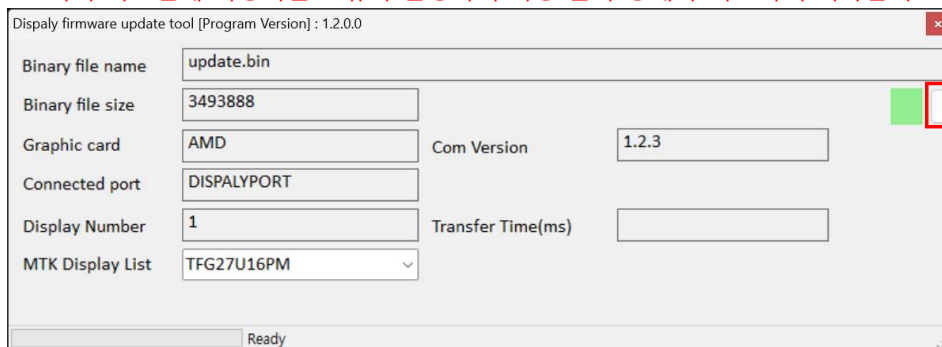 Dispaly firmware update tool [Program Version] : 1.2.0.0
Binary file name update.bin
Binary file size 3493888
Graphic card AMD Com Version 1.2.3
Connected port DISPALYPORT
Display Number 1 Transfer Time(ms)
MTK Display List TFG27U16PM
Ready